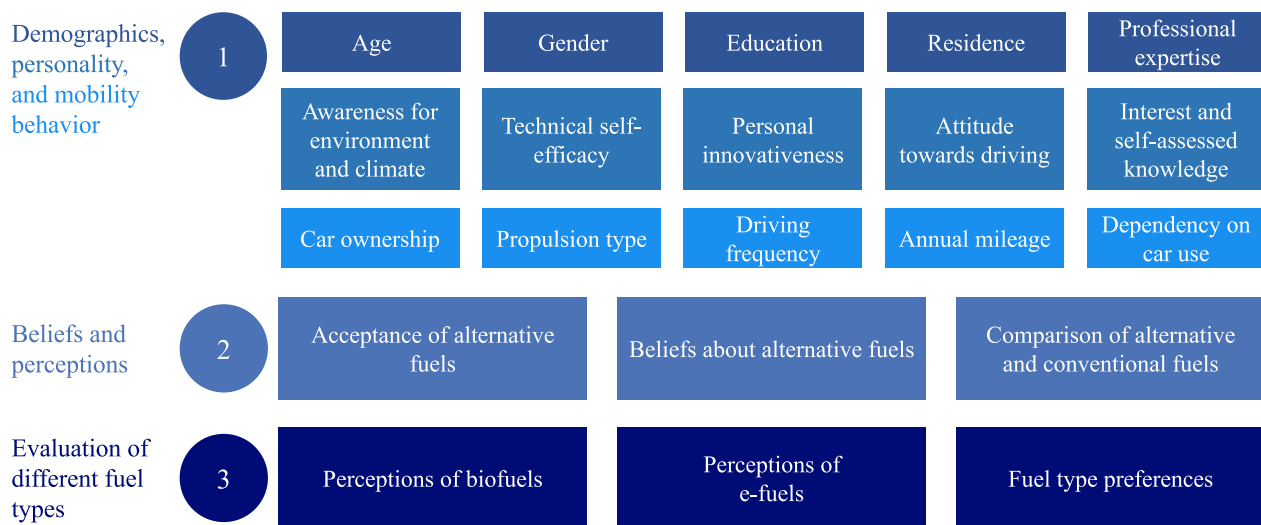 Demographics,
personality,
and mobility
behavior
1
Age
Gender
Education
Residence
Professional
expertise
Awareness for
environment
and climate
Technical self-
efficacy
Personal
innovativeness
Attitude
towards driving
Interest and
self-assessed
knowledge
Car ownership
Propulsion type
Driving
frequency
Annual mileage
Dependency on
car use
Beliefs and
perceptions
2
Acceptance of alternative
fuels
Beliefs about alternative fuels
Comparison of alternative
and conventional fuels
Evaluation of
different fuel
types
3
Perceptions of biofuels
Perceptions of
e-fuels
Fuel type preferences